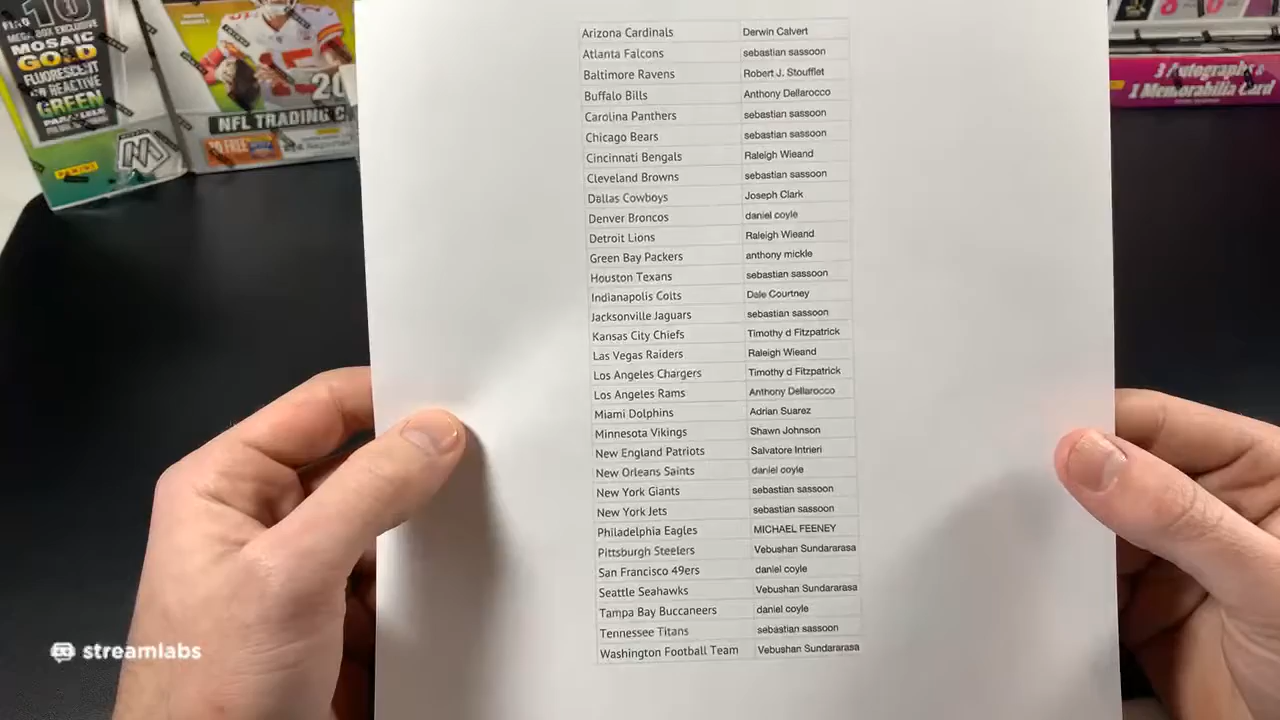 10
MEGA BOX EXCLUSIVE
MOSAIC
GOLD
FLUORESCENT
OR REACTIVE
GREEN
PANINI
20
NFL TRADING C
3 Autographs &
1 Memorabilia Card
Arizona Cardinals Derwin Calvert
Atlanta Falcons sebastian sassoon
Baltimore Ravens Robert J. Stoufflet
Buffalo Bills Anthony Dellarocco
Carolina Panthers sebastian sassoon
Chicago Bears sebastian sassoon
Cincinnati Bengals Raleigh Wieand
Cleveland Browns sebastian sassoon
Dallas Cowboys Joseph Clark
Denver Broncos daniel coyle
Detroit Lions Raleigh Wieand
Green Bay Packers anthony mickle
Houston Texans sebastian sassoon
Indianapolis Colts Dale Courtney
Jacksonville Jaguars sebastian sassoon
Kansas City Chiefs Timothy d Fitzpatrick
Las Vegas Raiders Raleigh Wieand
Los Angeles Chargers Timothy d Fitzpatrick
Los Angeles Rams Anthony Dellarocco
Miami Dolphins Adrian Suarez
Minnesota Vikings Shawn Johnson
New England Patriots Salvatore Intrieri
New Orleans Saints daniel coyle
New York Giants sebastian sassoon
New York Jets sebastian sassoon
Philadelphia Eagles MICHAEL FEENEY
Pittsburgh Steelers Vebushan Sundararasa
San Francisco 49ers daniel coyle
Seattle Seahawks Vebushan Sundararasa
Tampa Bay Buccaneers daniel coyle
Tennessee Titans sebastian sassoon
Washington Football Team Vebushan Sundararasa
streamlabs